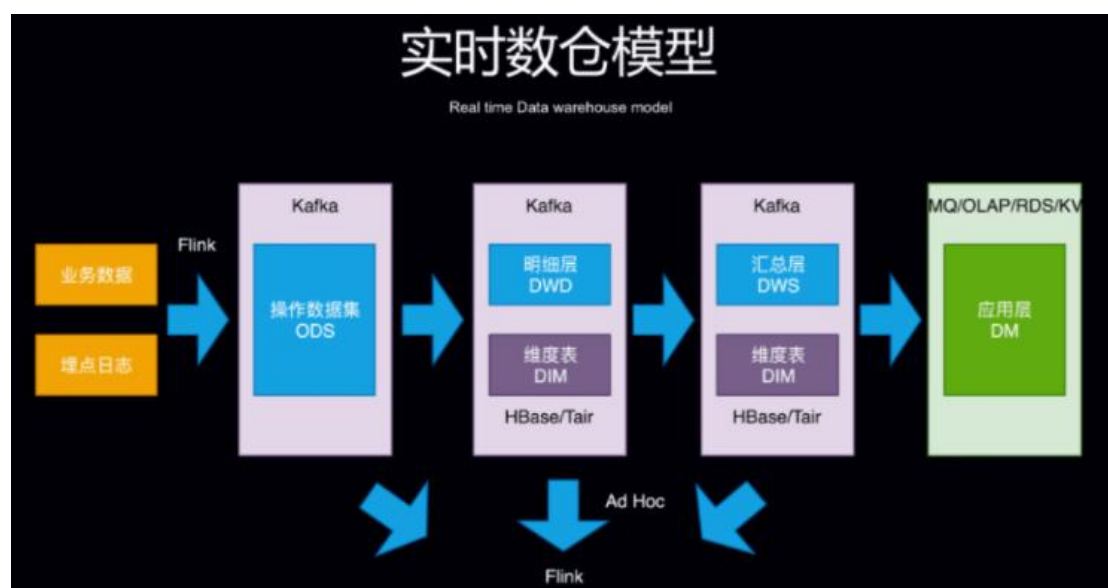 实时数仓模型
Real time Data warehouse model
业务数据
埋点日志
Flink
Kafka
操作数据集
ODS
Kafka
明细层
DWD
维度表
DIM
HBase/Tair
Kafka
汇总层
DWS
维度表
DIM
HBase/Tair
MQ/OLAP/RDS/KV
应用层
DM
Ad Hoc
Flink